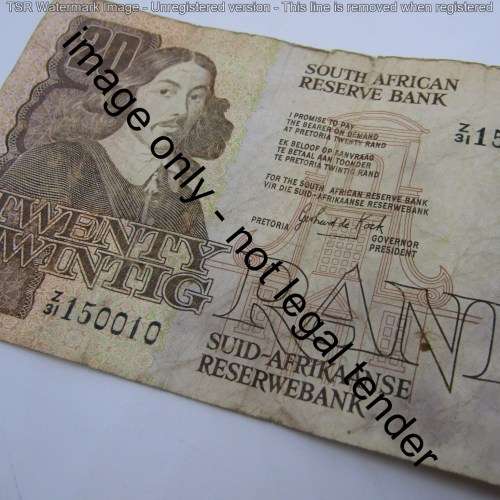 TSR Watermark Image - Unregistered version - This line is removed when registered
20
SOUTH AFRICAN
RESERVE BANK
I PROMISE TO PAY
THE BEARER ON DEMAND
AT PRETORIA TWENTY RAND
EK BELOOF OP AANVRAAG
TE BETAAL AAN TOONDER
TE PRETORIA TWINTIG RAND
FOR THE SOUTH AFRICAN RESERVE BANK
VIR DIE SUID-AFRIKAANSE RESERWEBANK
PRETORIA
GOVERNOR
PRESIDENT
Z/31 15
TWENTY
TWINTIG
RAND
Z/31 150010
SUID-AFRIKAANSE
RESERWEBANK
image only - not legal tender